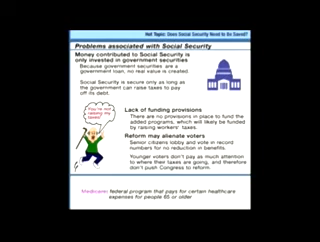 Hot Topic: Does Social Security Need to Be Saved?
Problems associated with Social Security
Money contributed to Social Security is
only invested in government securities
Because government securities are a
government loan, no real value is created.
Social Security is secure only as long as
the government can raise taxes to pay
off its debt.
You're not
raising my
taxes!
Lack of funding provisions
There are no provisions in place to fund the
added programs, which will likely be funded
by raising workers' taxes.
Reform may alienate voters
Senior citizens lobby and vote in record
numbers for no reduction in benefits.
Younger voters don't pay as much attention
to where their taxes are going, and therefore
don't push Congress to reform.
Medicare: federal program that pays for certain healthcare
expenses for people 65 or older